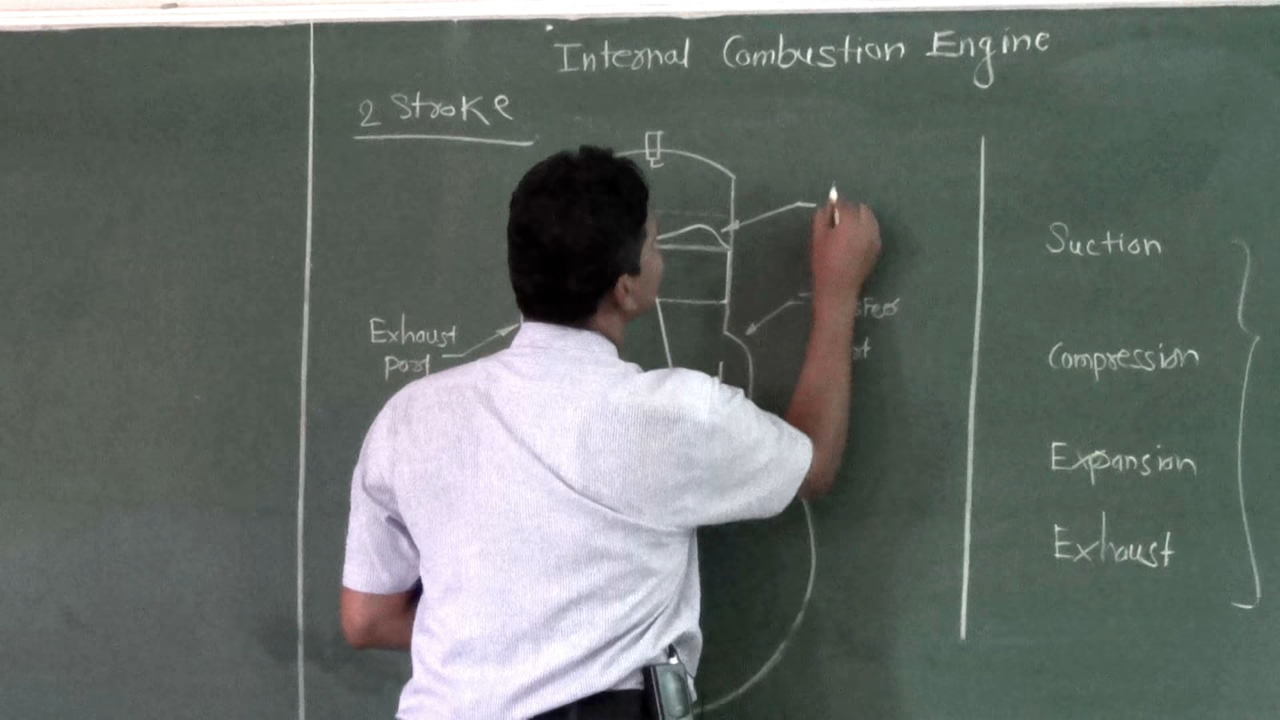 Internal Combustion Engine
2 Stroke
Exhaust
port
Suction
Compression
Expansion
Exhaust